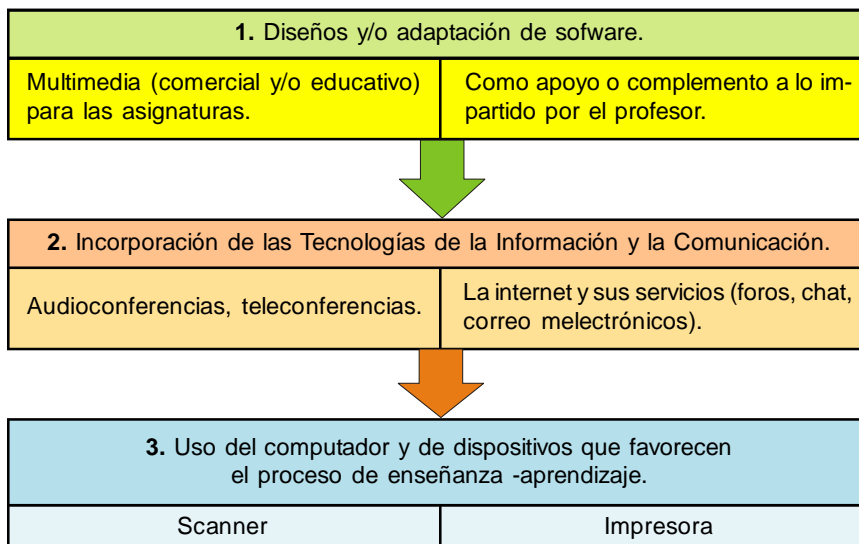 1. Diseños y/o adaptación de sofware.
Multimedia (comercial y/o educativo)
para las asignaturas.
Como apoyo o complemento a lo im-
partido por el profesor.
2. Incorporación de las Tecnologías de la Información y la Comunicación.
Audioconferencias, teleconferencias.
La internet y sus servicios (foros, chat,
correo melectrónicos).
3. Uso del computador y de dispositivos que favorecen
el proceso de enseñanza -aprendizaje.
Scanner
Impresora